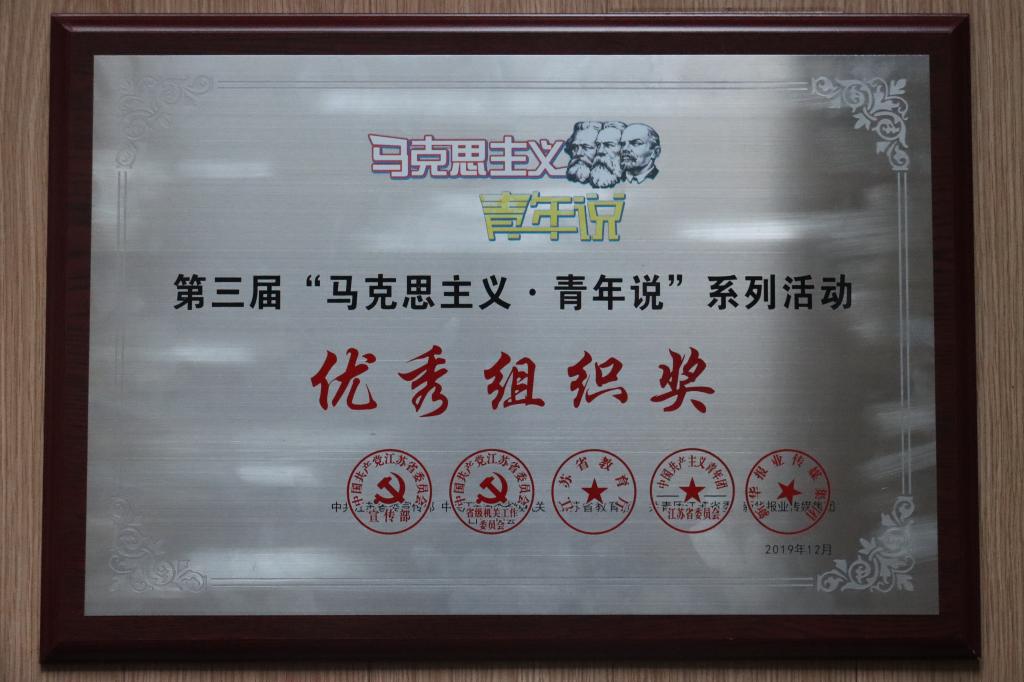 马克思主义
青年说
第三届“马克思主义·青年说”系列活动
优秀组织奖
中国共产党江苏省委员会
宣传部
中国共产党江苏省委员会
省级机关工作
委员会
江苏省教育厅
中国共产主义青年团
江苏省委员会
新华报业传媒集团
2019年12月